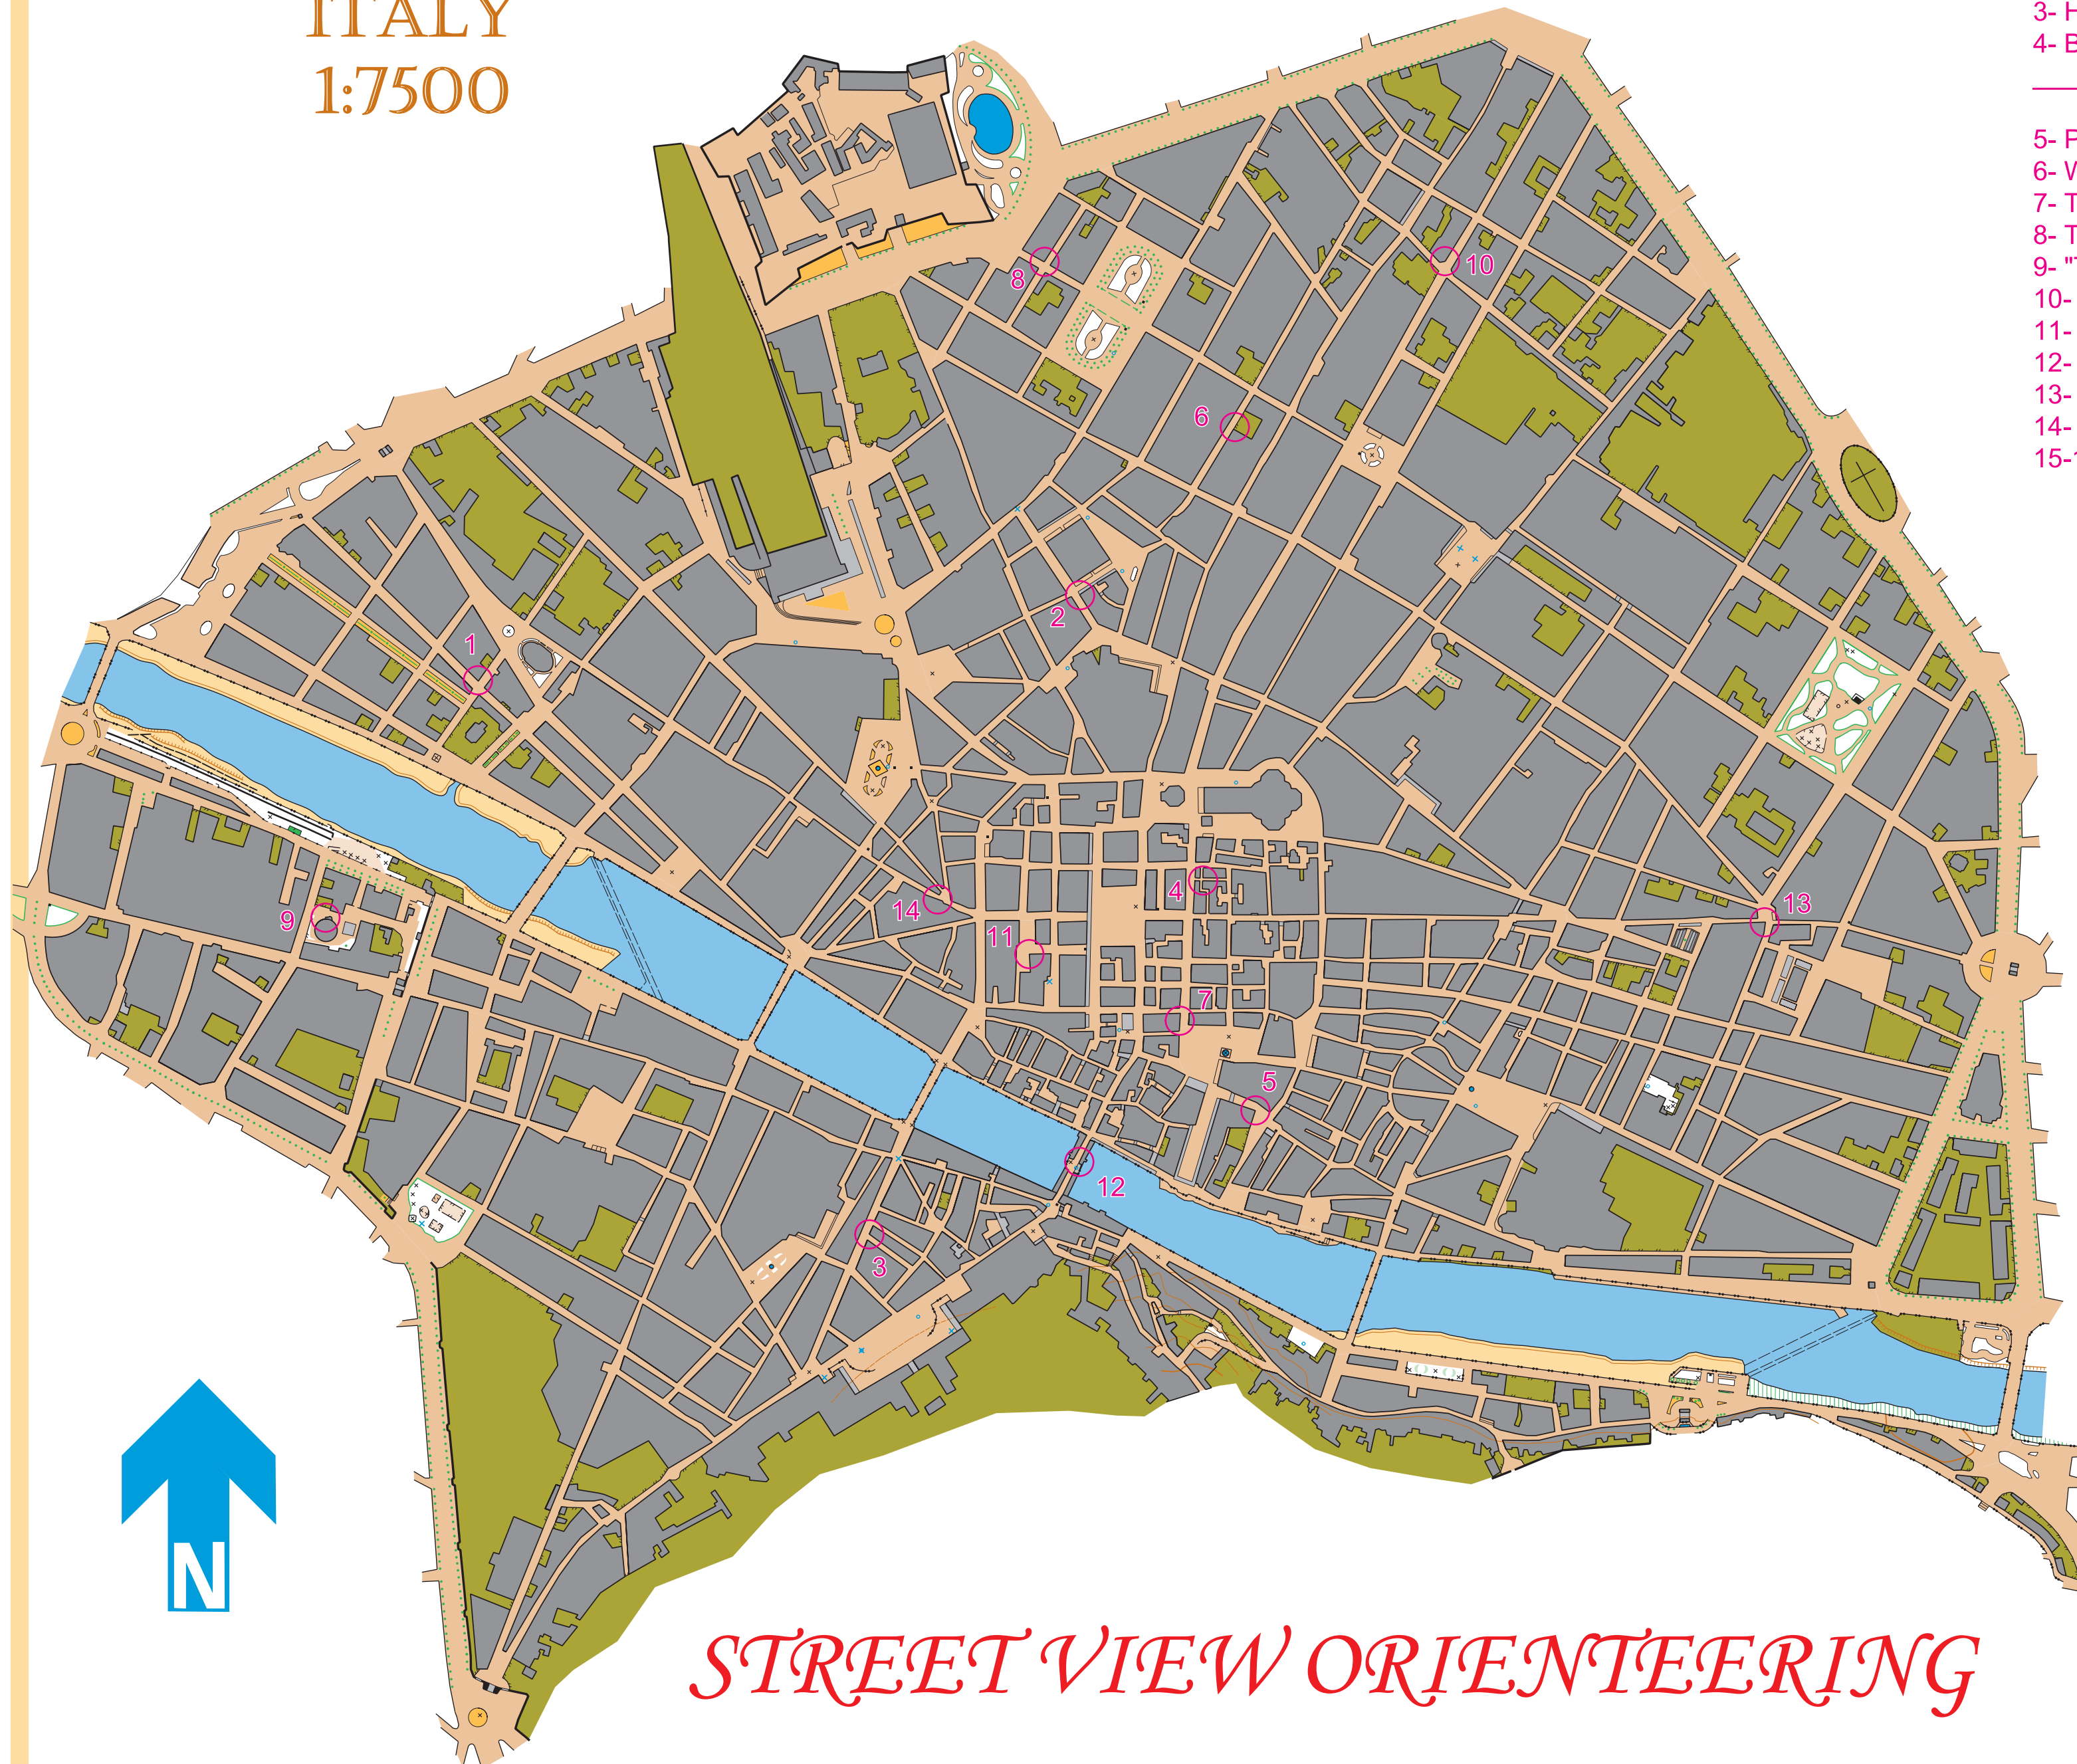 ITALY
1:7500
3- H
4- B
5- P
6- W
7- T
8- T
9- "T
10-
11-
12-
13-
14-
15-1
8
10
6
2
1
9
14
4
11
13
7
5
12
3
N
STREET VIEW ORIENTEERING